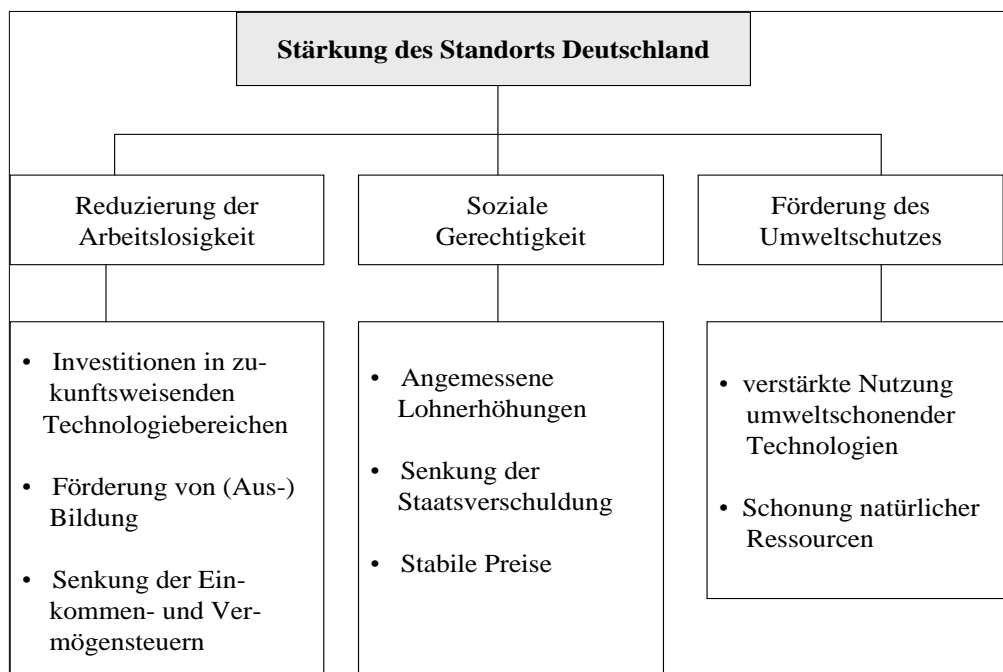 Stärkung des Standorts Deutschland
Reduzierung der
Arbeitslosigkeit
Soziale
Gerechtigkeit
Förderung des
Umweltschutzes
• Investitionen in zu-
kunftsweisenden
Technologiebereichen
• Förderung von (Aus-)
Bildung
• Senkung der Ein-
kommen- und Ver-
mögensteuern
• Angemessene
Lohnerhöhungen
• Senkung der
Staatsverschuldung
• Stabile Preise
• verstärkte Nutzung
umweltschonender
Technologien
• Schonung natürlicher
Ressourcen